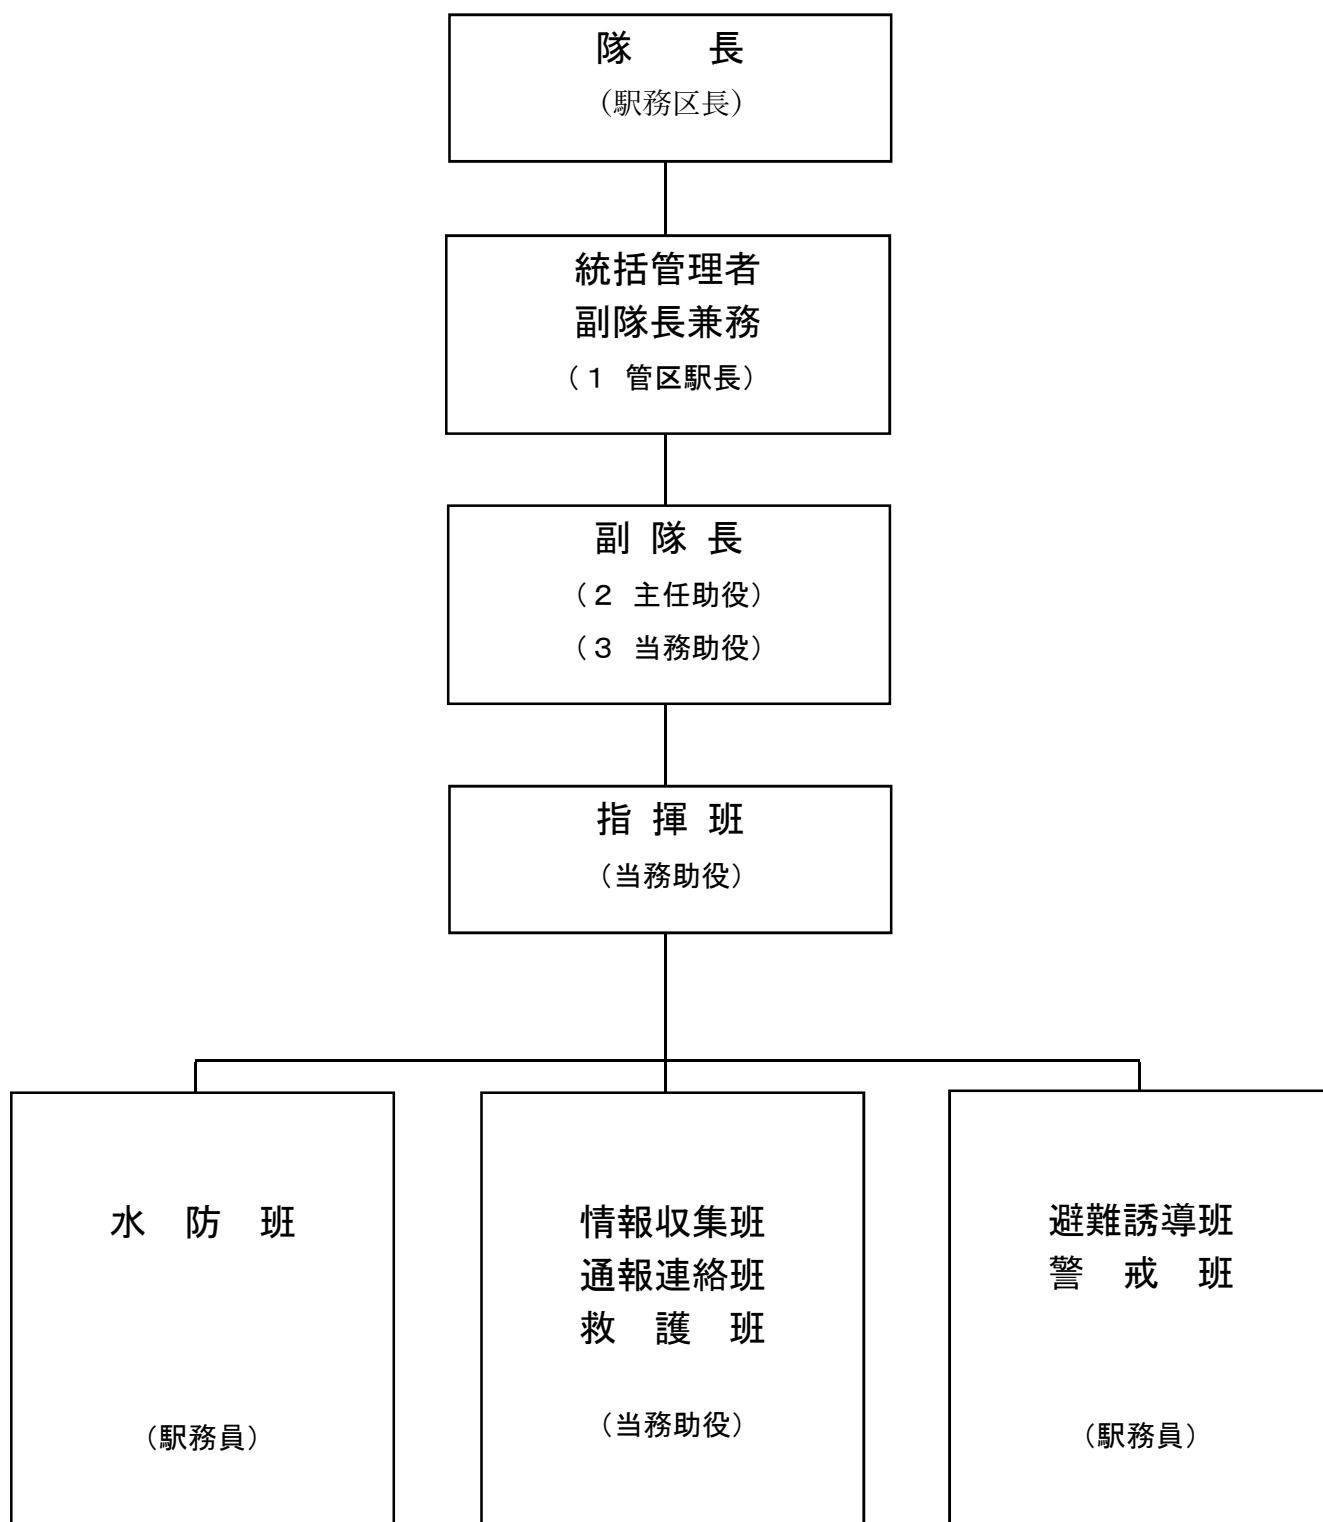 隊　　長
（駅務区長）
統括管理者
副隊長兼務
（１　管区駅長）
副 隊 長
（２　主任助役）
（３　当務助役）
指 揮 班
（当務助役）
水　防　班
（駅務員）
情報収集班
通報連絡班
救　護　班
（当務助役）
避難誘導班
警　戒　班
（駅務員）